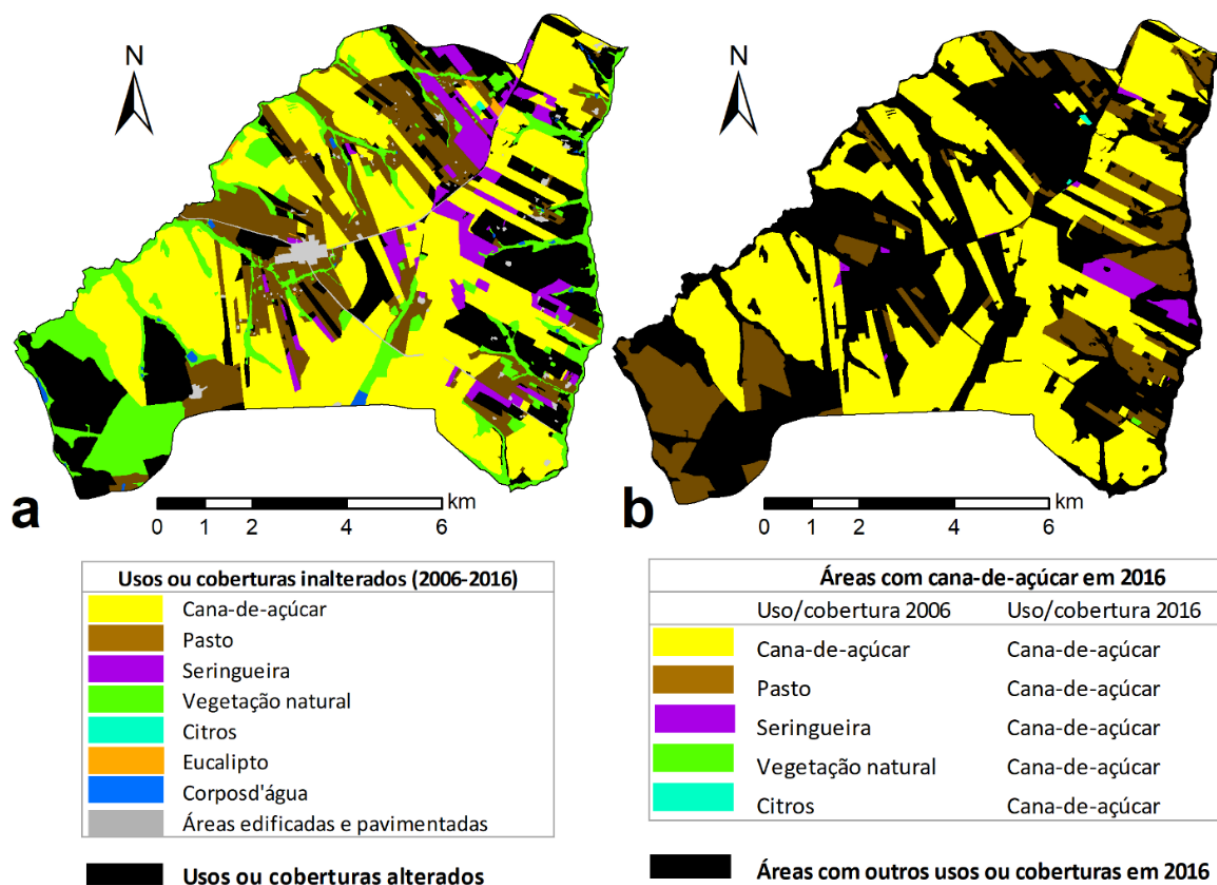 N
N
km
0 1 2 4 6
a
km
0 1 2 4 6
b
Usos ou coberturas inalterados (2006-2016)
Cana-de-açúcar
Pasto
Seringueira
Vegetação natural
Citros
Eucalipto
Corposd'água
Áreas edificadas e pavimentadas
Usos ou coberturas alterados
Áreas com cana-de-açúcar em 2016
Uso/cobertura 2006 Uso/cobertura 2016
Cana-de-açúcar Cana-de-açúcar
Pasto Cana-de-açúcar
Seringueira Cana-de-açúcar
Vegetação natural Cana-de-açúcar
Citros Cana-de-açúcar
Áreas com outros usos ou coberturas em 2016